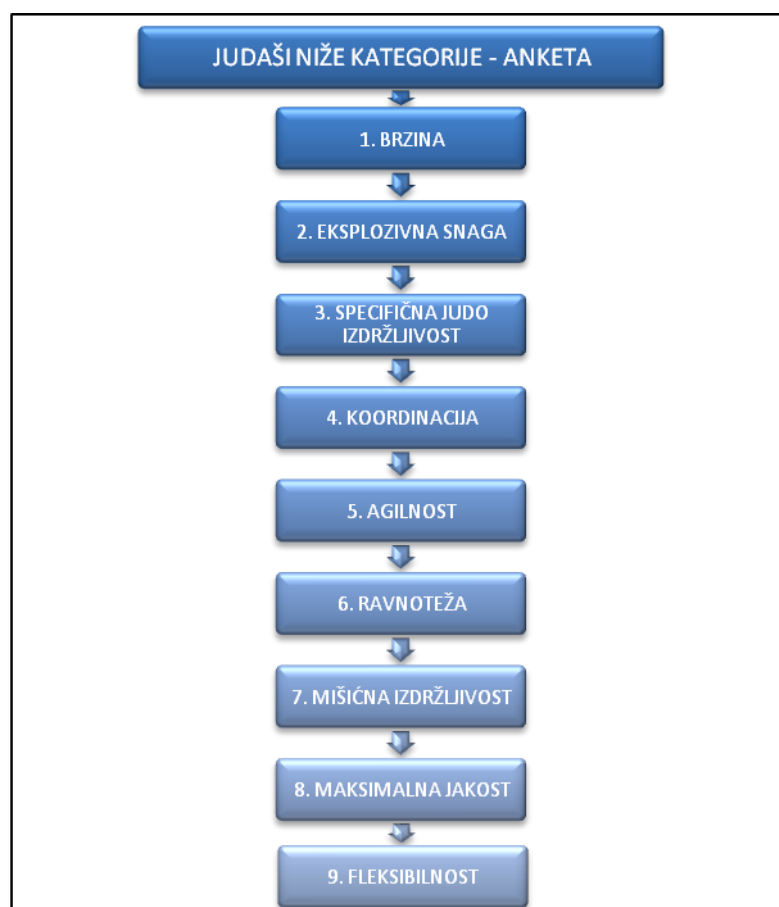 JUDAŠI NIŽE KATEGORIJE - ANKETA
1. BRZINA
2. EKSPLOZIVNA SNAGA
3. SPECIFIČNA JUDO
IZDRŽLJIVOST
4. KOORDINACIJA
5. AGILNOST
6. RAVNOTEŽA
7. MIŠIĆNA IZDRŽLJIVOST
8. MAKSIMALNA JAKOST
9. FLEKSIBILNOST